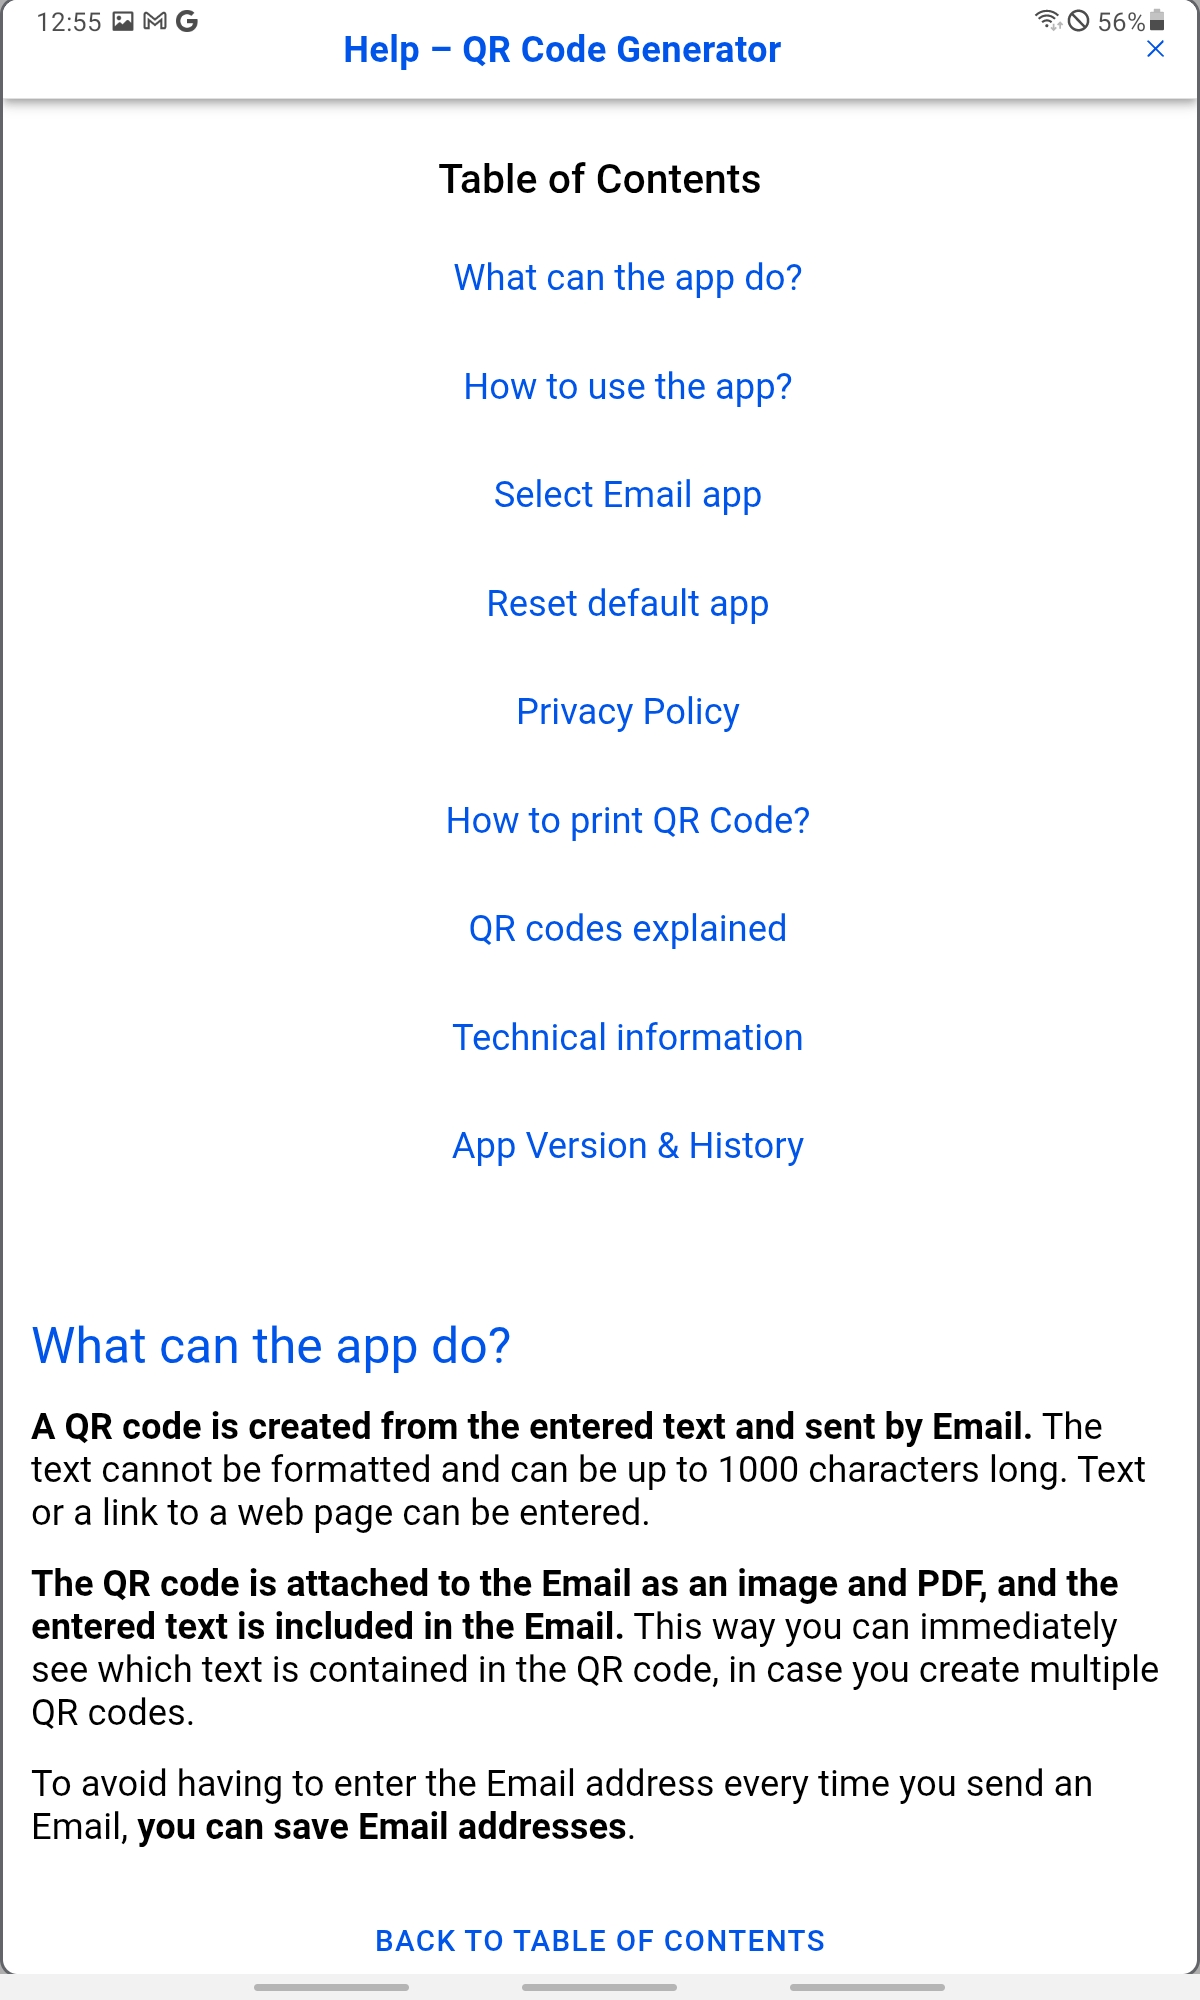 12:55
56%
Help – QR Code Generator
Table of Contents
What can the app do?
How to use the app?
Select Email app
Reset default app
Privacy Policy
How to print QR Code?
QR codes explained
Technical information
App Version & History
What can the app do?
A QR code is created from the entered text and sent by Email. The
text cannot be formatted and can be up to 1000 characters long. Text
or a link to a web page can be entered.
The QR code is attached to the Email as an image and PDF, and the
entered text is included in the Email. This way you can immediately
see which text is contained in the QR code, in case you create multiple
QR codes.
To avoid having to enter the Email address every time you send an
Email, you can save Email addresses.
BACK TO TABLE OF CONTENTS